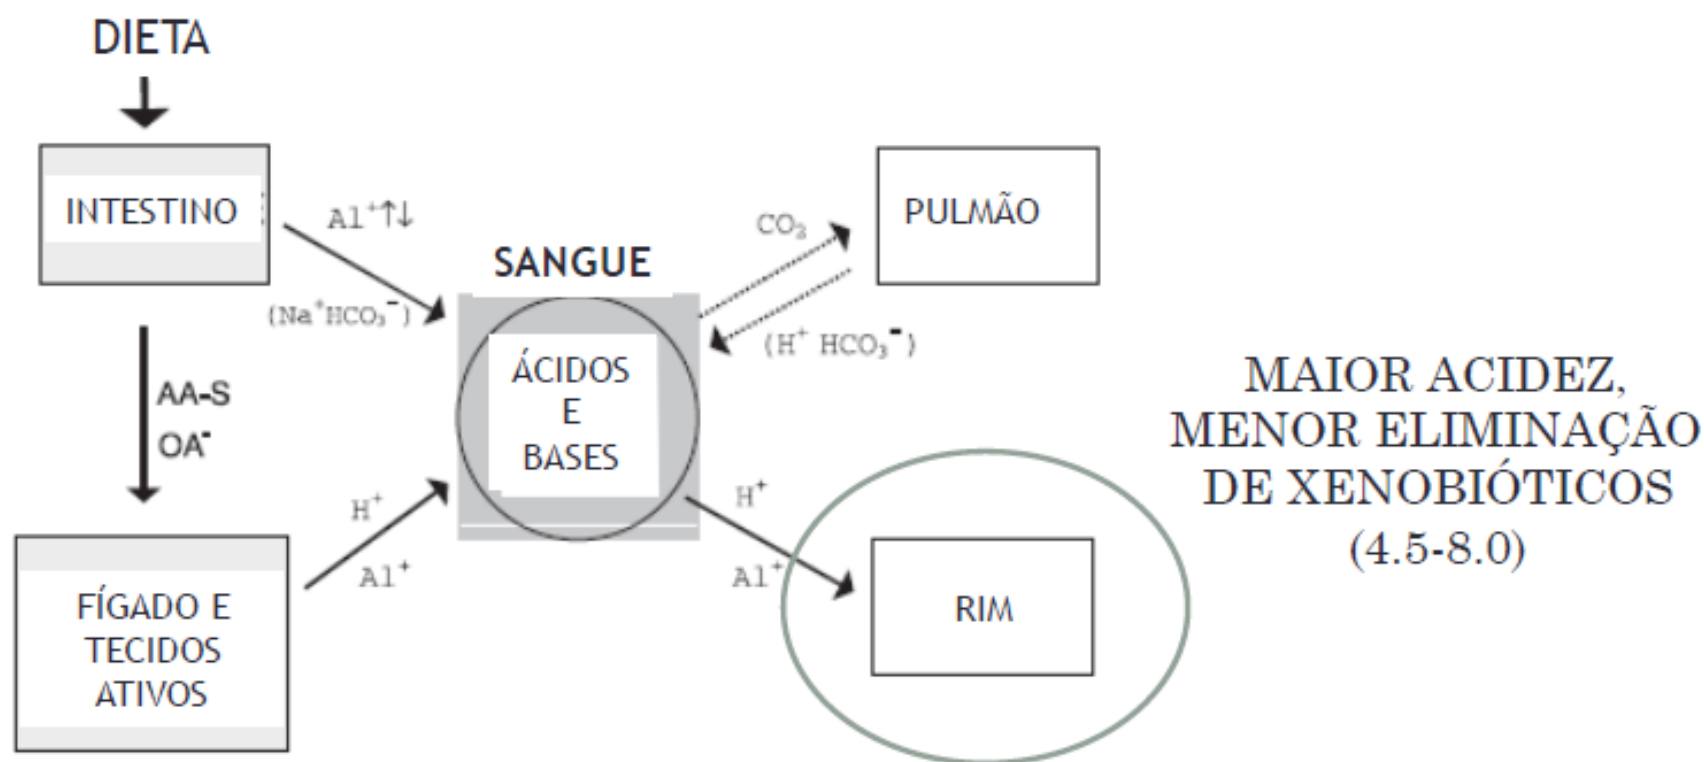 DIETA
INTESTINO
Al⁺↑↓
(Na⁺HCO₃⁻)
AA-S
OA⁻
FÍGADO E
TECIDOS
ATIVOS
H⁺
Al⁺
SANGUE
ÁCIDOS
E
BASES
CO₂
(H⁺ HCO₃⁻)
PULMÃO
H⁺
Al⁺
RIM
MAIOR ACIDEZ,
MENOR ELIMINAÇÃO
DE XENOBIÓTICOS
(4.5-8.0)